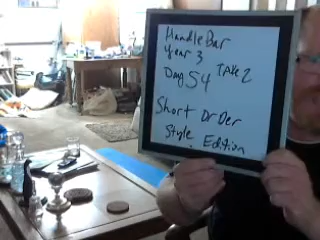 HandleBar
Year 3
Day 54 TAKE 2
Short Order
Style
. Edition